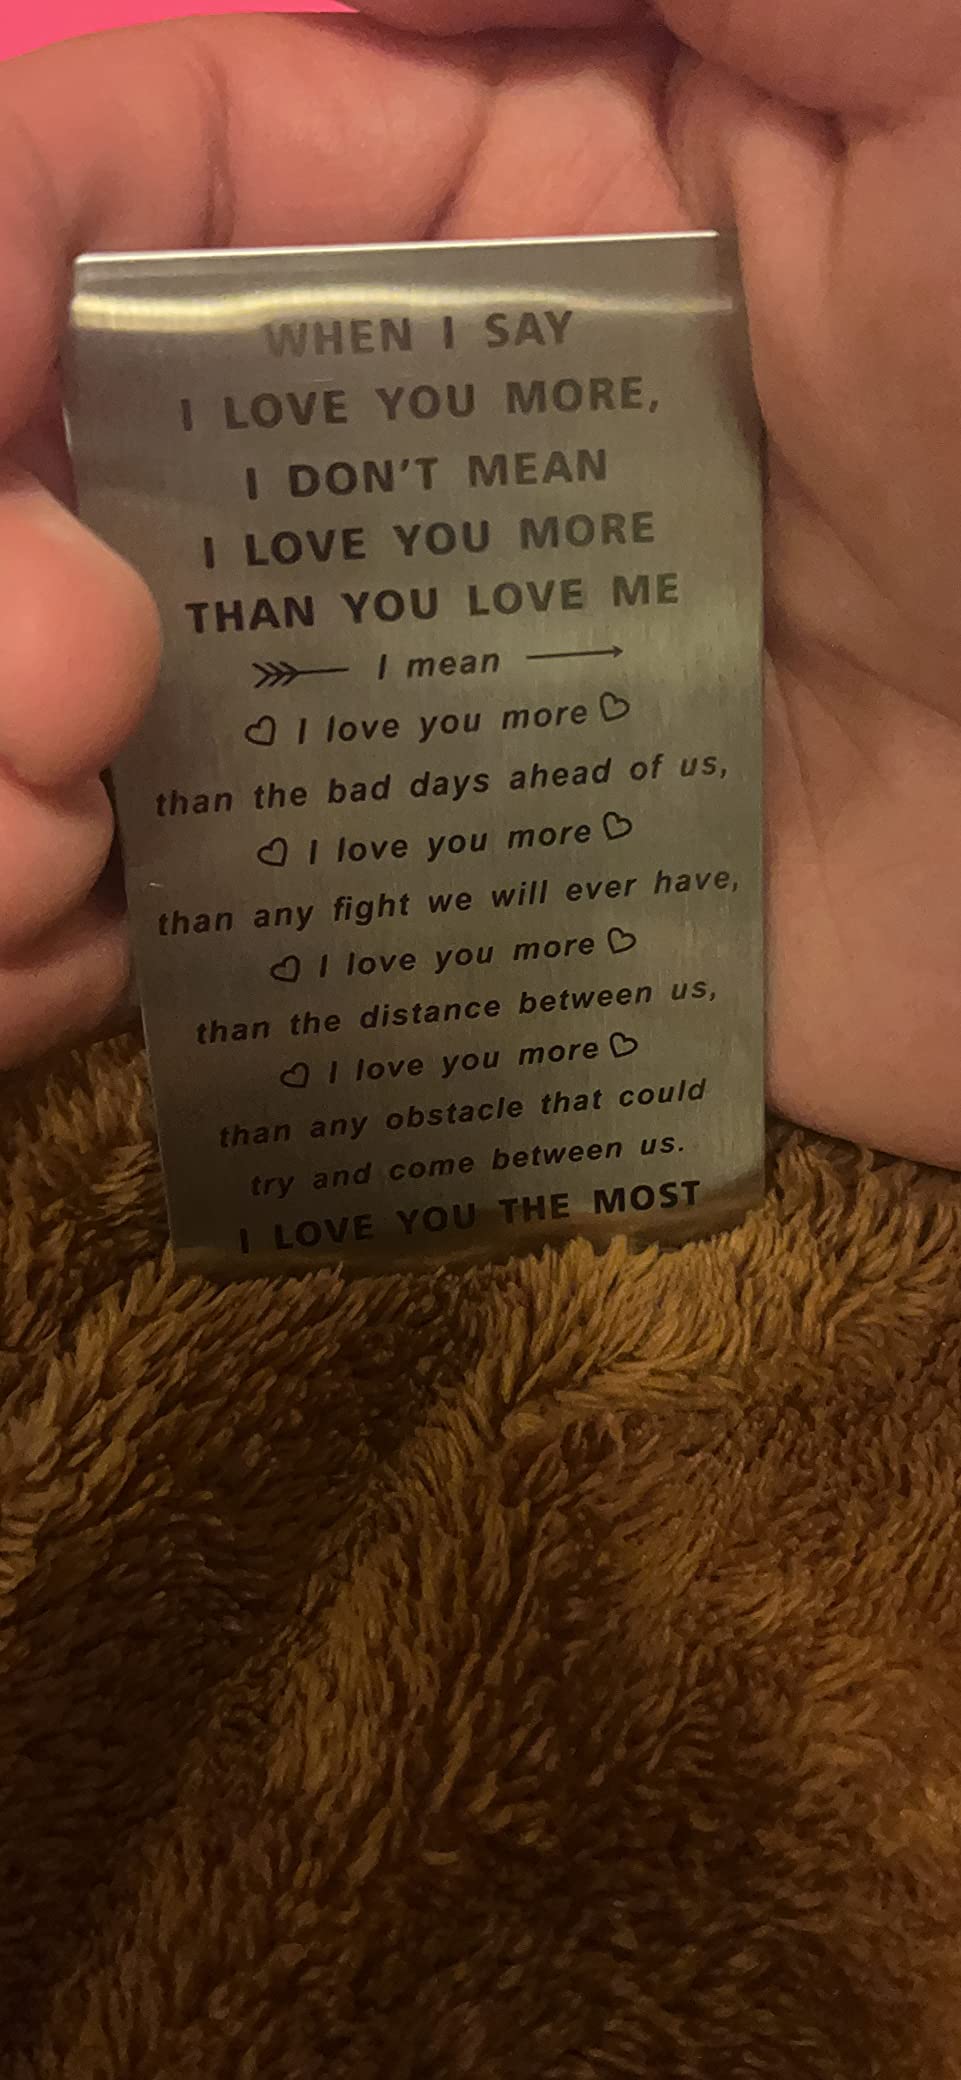 WHEN I SAY
I LOVE YOU MORE,
I DON'T MEAN
I LOVE YOU MORE
THAN YOU LOVE ME
I mean
♡ I love you more ♡
than the bad days ahead of us,
♡ I love you more ♡
than any fight we will ever have,
♡ I love you more ♡
than the distance between us,
♡ I love you more ♡
than any obstacle that could
try and come between us.
I LOVE YOU THE MOST